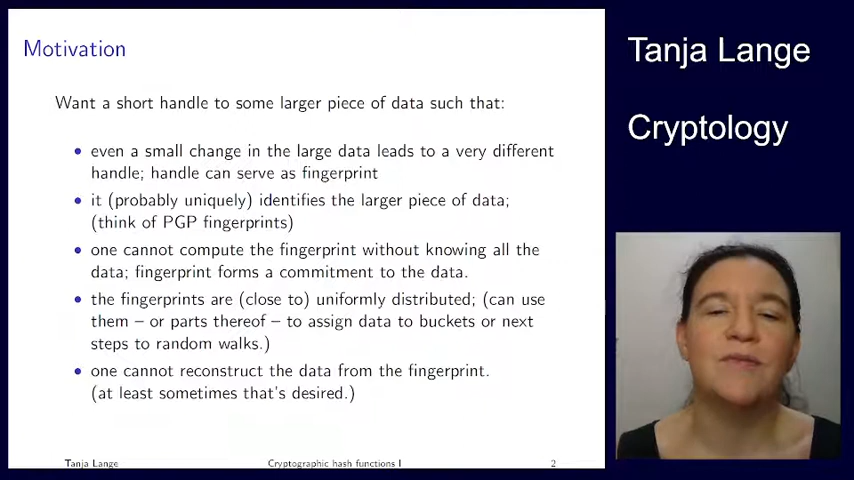 Motivation
Want a short handle to some larger piece of data such that:
• even a small change in the large data leads to a very different
handle; handle can serve as fingerprint
• it (probably uniquely) identifies the larger piece of data;
(think of PGP fingerprints)
• one cannot compute the fingerprint without knowing all the
data; fingerprint forms a commitment to the data.
• the fingerprints are (close to) uniformly distributed; (can use
them – or parts thereof – to assign data to buckets or next
steps to random walks.)
• one cannot reconstruct the data from the fingerprint.
(at least sometimes that's desired.)
Tanja Lange Cryptographic hash functions I 2
Tanja Lange
Cryptology